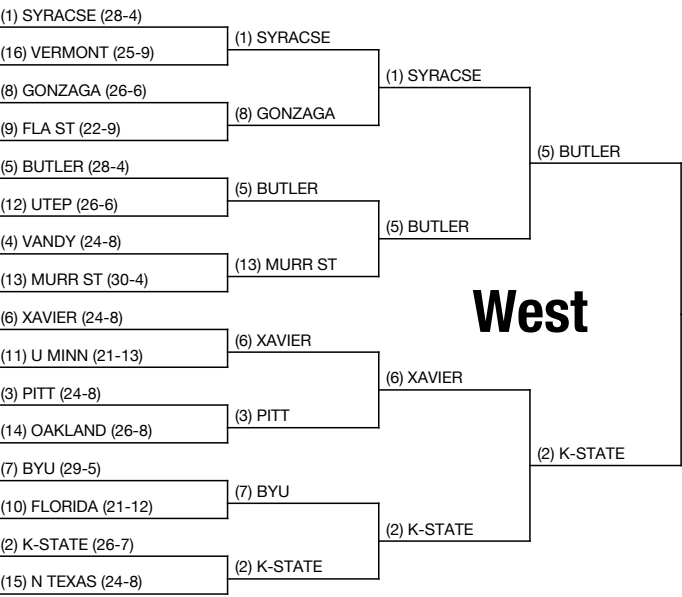 (1) SYRACSE (28-4)
(16) VERMONT (25-9)
(8) GONZAGA (26-6)
(9) FLA ST (22-9)
(5) BUTLER (28-4)
(12) UTEP (26-6)
(4) VANDY (24-8)
(13) MURR ST (30-4)
(6) XAVIER (24-8)
(11) U MINN (21-13)
(3) PITT (24-8)
(14) OAKLAND (26-8)
(7) BYU (29-5)
(10) FLORIDA (21-12)
(2) K-STATE (26-7)
(15) N TEXAS (24-8)
(1) SYRACSE
(8) GONZAGA
(5) BUTLER
(13) MURR ST
(6) XAVIER
(3) PITT
(7) BYU
(2) K-STATE
(1) SYRACSE
(5) BUTLER
(6) XAVIER
(2) K-STATE
(5) BUTLER
(2) K-STATE
West